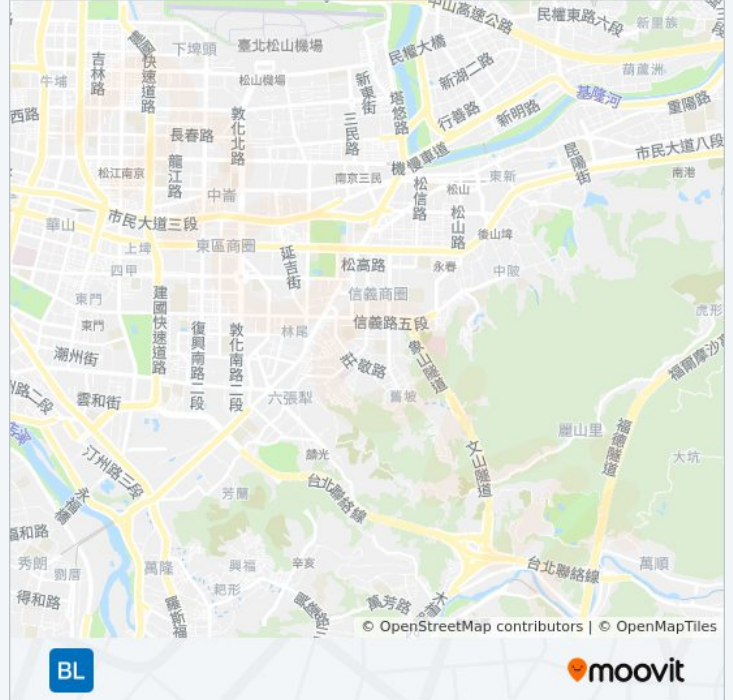 中山高速公路
民權東路六段
新里族
下埤頭
臺北松山機場
民權大橋
葫蘆洲
吉林路
快速道路
牛埔
松山機場
新東街
新湖二路
基隆河
塔悠路
重陽路
西路
敦化北路
行善路
新明路
三民路
長春路
慢車道
昆陽街
市民大道八段
龍江路
松江南京
南京三民
松信路
松山
東新
南港
中崙
松山路
華山
市民大道三段
後山埤
上埤
東區商圈
延吉街
松高路
永春
中陂
四甲
信義商圈
東門
建國快速道路
虎形
東門
復興南路二段
敦化南路二段
林尾
信義路五段
潮州街
莊敬路
象山隧道
福爾摩沙高
路二段
雲和街
六張犁
舊坡
福德隧道
麗山里
汀州路三段
麟光
文山隧道
大坑
永福橋
芳蘭
台北聯絡線
福和路
秀朗
劉厝
萬隆
興福
辛亥
台北聯絡線
萬順
得和路
羅斯福
粑形
萬芳路
© OpenStreetMap contributors | © OpenMapTiles
BL
moovit